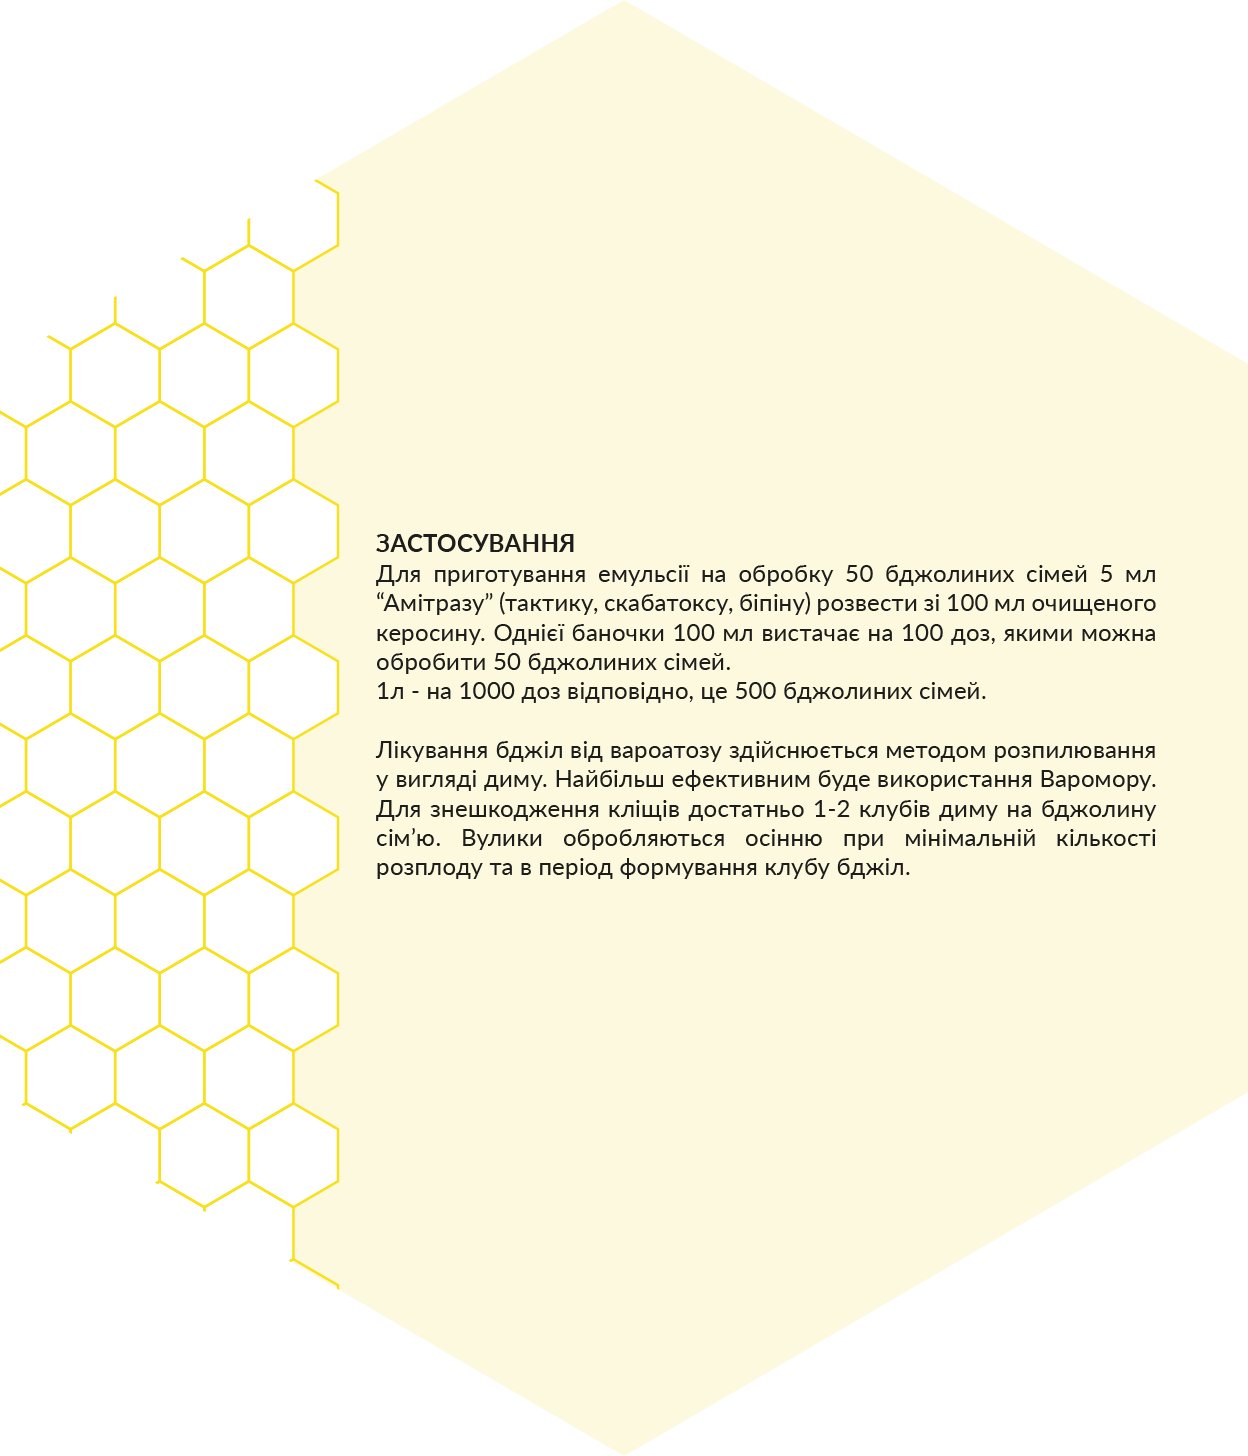 ЗАСТОСУВАННЯ
Для приготування емульсії на обробку 50 бджолиних сімей 5 мл
“Амітразу” (тактику, скабатоксу, біпіну) розвести зі 100 мл очищеного
керосину. Однієї баночки 100 мл вистачає на 100 доз, якими можна
обробити 50 бджолиних сімей.
1л - на 1000 доз відповідно, це 500 бджолиних сімей.
Лікування бджіл від вароатозу здійснюється методом розпилювання
у вигляді диму. Найбільш ефективним буде використання Варомору.
Для знешкодження кліщів достатньо 1-2 клубів диму на бджолину
сім’ю. Вулики обробляються осінню при мінімальній кількості
розплоду та в період формування клубу бджіл.